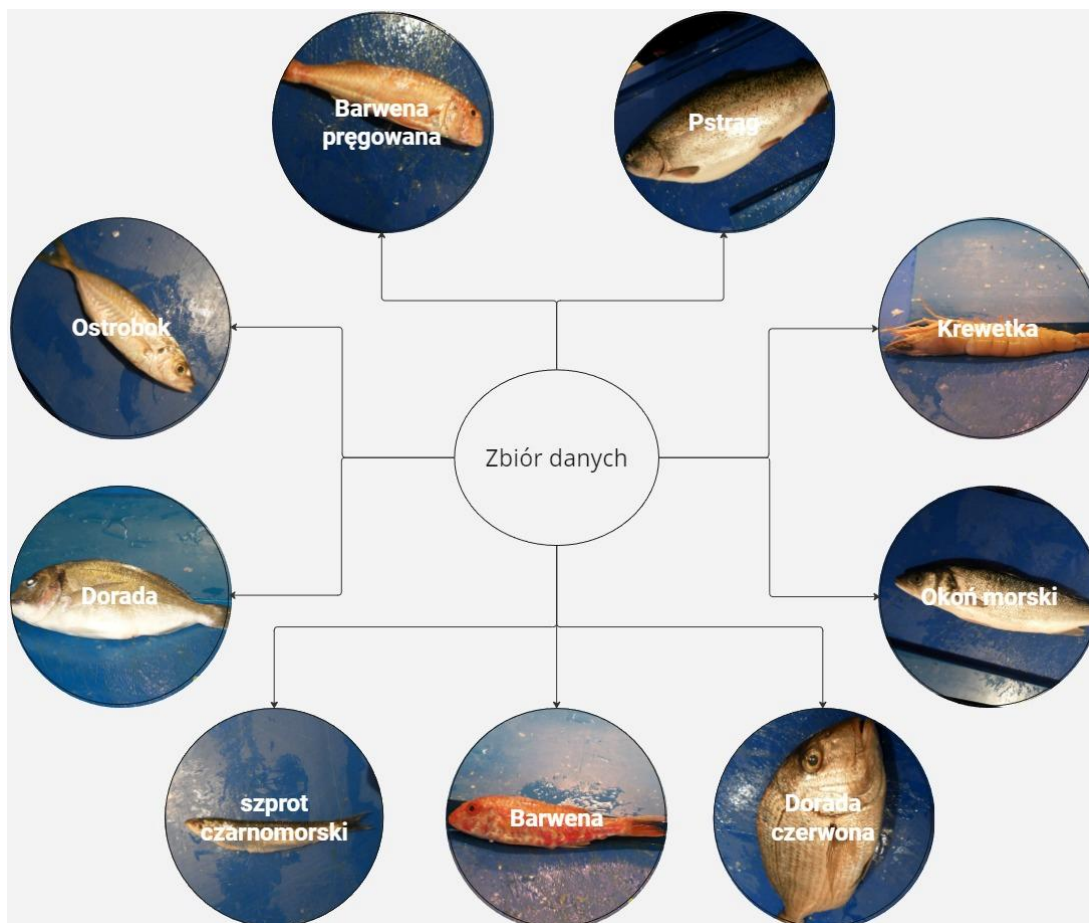 Barwena
pręgowana
Pstrąg
Ostrobok
Krewetka
Zbiór danych
Dorada
Okoń morski
szprot
czarnomorski
Barwena
Dorada
czerwona